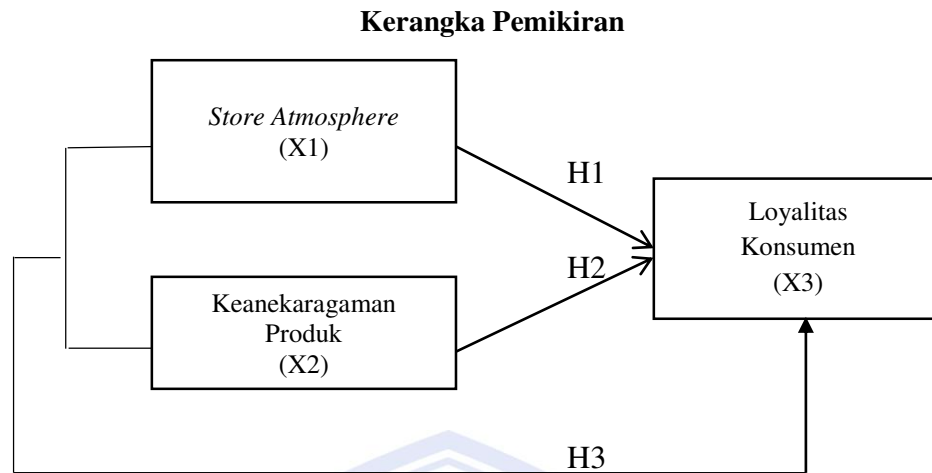 Kerangka Pemikiran
Store Atmosphere
(X1)
H1
Loyalitas
Konsumen
(X3)
H2
Keanekaragaman
Produk
(X2)
H3